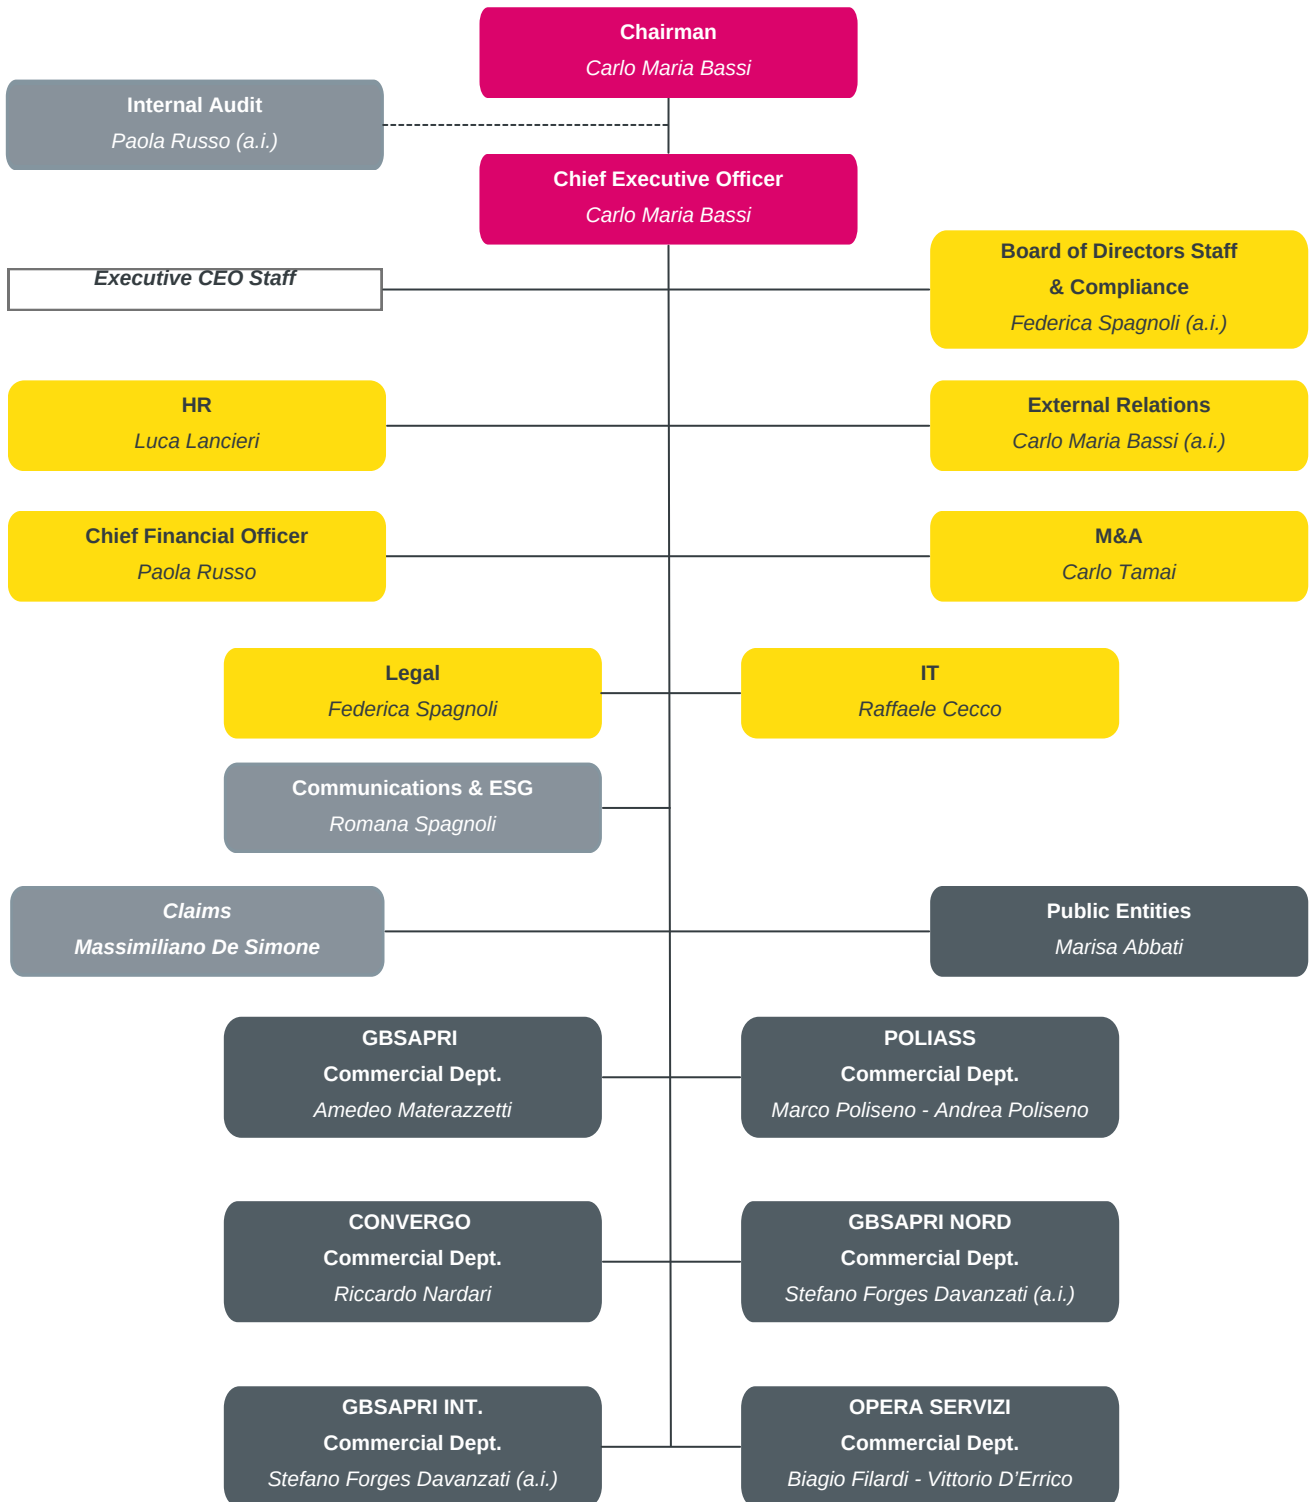 Chairman
Carlo Maria Bassi
Internal Audit
Paola Russo (a.i.)
Chief Executive Officer
Carlo Maria Bassi
Executive CEO Staff
Board of Directors Staff
& Compliance
Federica Spagnoli (a.i.)
HR
Luca Lancieri
External Relations
Carlo Maria Bassi (a.i.)
Chief Financial Officer
Paola Russo
M&A
Carlo Tamai
Legal
Federica Spagnoli
IT
Raffaele Cecco
Communications & ESG
Romana Spagnoli
Claims
Massimiliano De Simone
Public Entities
Marisa Abbati
GBSAPRI
Commercial Dept.
Amedeo Materazzetti
POLIASS
Commercial Dept.
Marco Poliseno - Andrea Poliseno
CONVERGO
Commercial Dept.
Riccardo Nardari
GBSAPRI NORD
Commercial Dept.
Stefano Forges Davanzati (a.i.)
GBSAPRI INT.
Commercial Dept.
Stefano Forges Davanzati (a.i.)
OPERA SERVIZI
Commercial Dept.
Biagio Filardi - Vittorio D’Errico